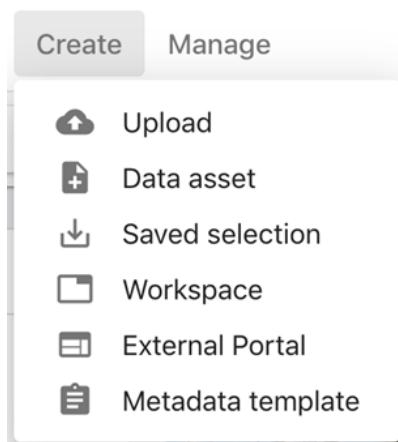 Create Manage
Upload
Data asset
Saved selection
Workspace
External Portal
Metadata template